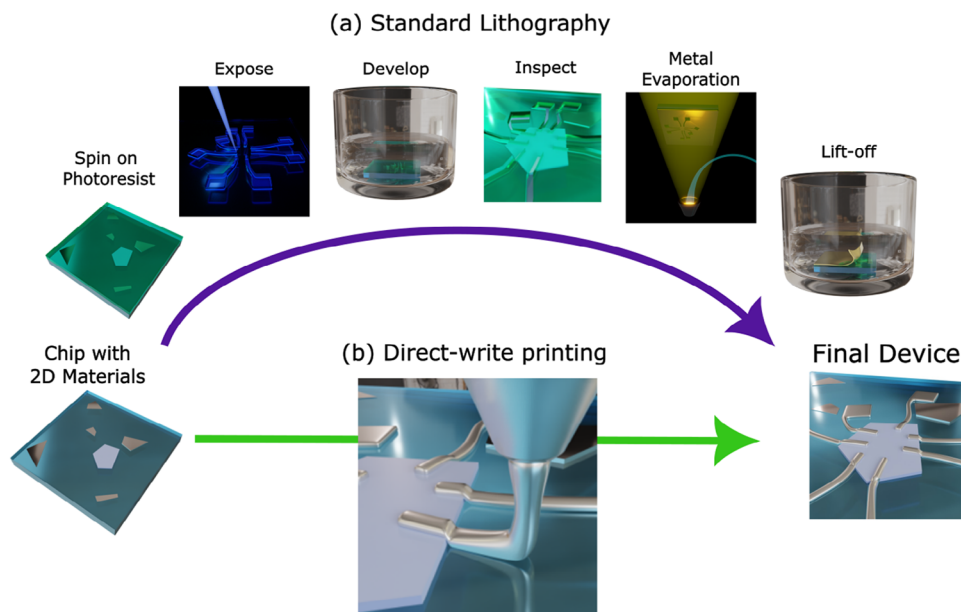 (a) Standard Lithography
Expose
Develop
Inspect
Metal
Evaporation
Spin on
Photoresist
Lift-off
Chip with
2D Materials
(b) Direct-write printing
Final Device